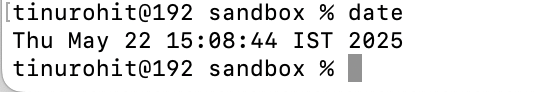 [tinurohit@192 sandbox % date
Thu May 22 15:08:44 IST 2025
tinurohit@192 sandbox %